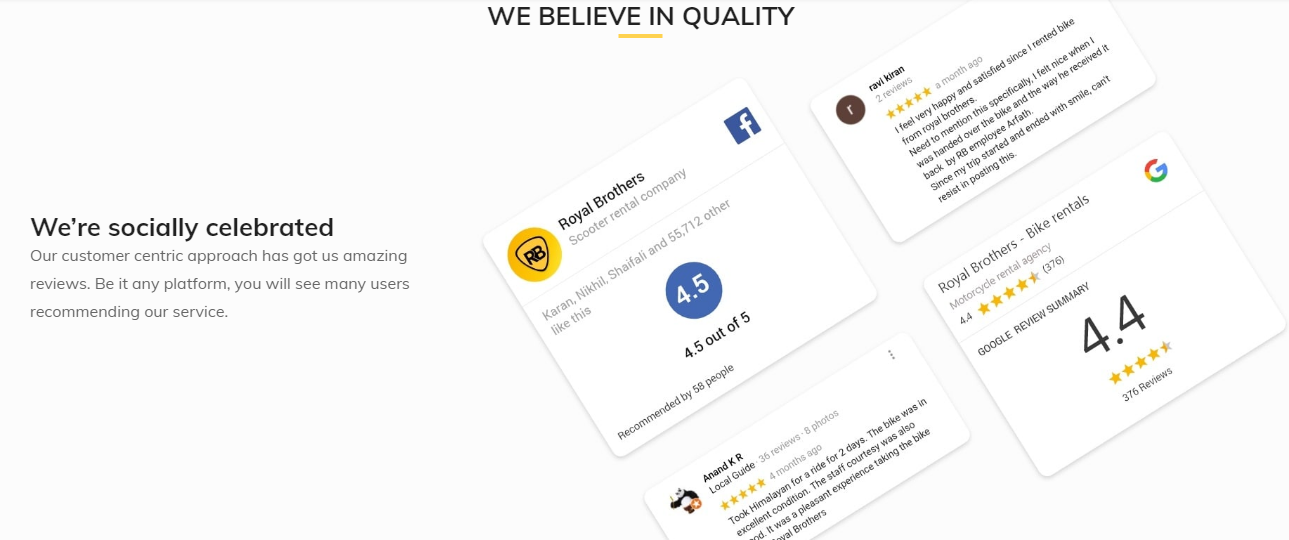 WE BELIEVE IN QUALITY
We're socially celebrated
Our customer centric approach has got us amazing
reviews. Be it any platform, you will see many users
recommending our service.
Royal Brothers
Scooter rental company
RB
Karan, Nikhil, Shaifali and 55,712 other
like this
4.5
4.5 out of 5
Recommended by 58 people
r
ravi kiran
2 reviews
a month ago
I feel very happy and satisfied since I rented bike
from royal brothers.
Need to mention this specifically, I felt nice when I
was handed over the bike and the way he received it
back by RB employee Arfath.
Since my trip started and ended with smile, can't
resist in posting this.
Royal Brothers - Bike rentals
Motorcycle rental agency
4.4 (376)
GOOGLE REVIEW SUMMARY
4.4
376 Reviews
Anand K R
Local Guide · 36 reviews · 8 photos
4 months ago
Took Himalayan for a ride for 2 days. The bike was in
excellent condition. The staff courtesy was also
It was a pleasant experience taking the bike
Brothers